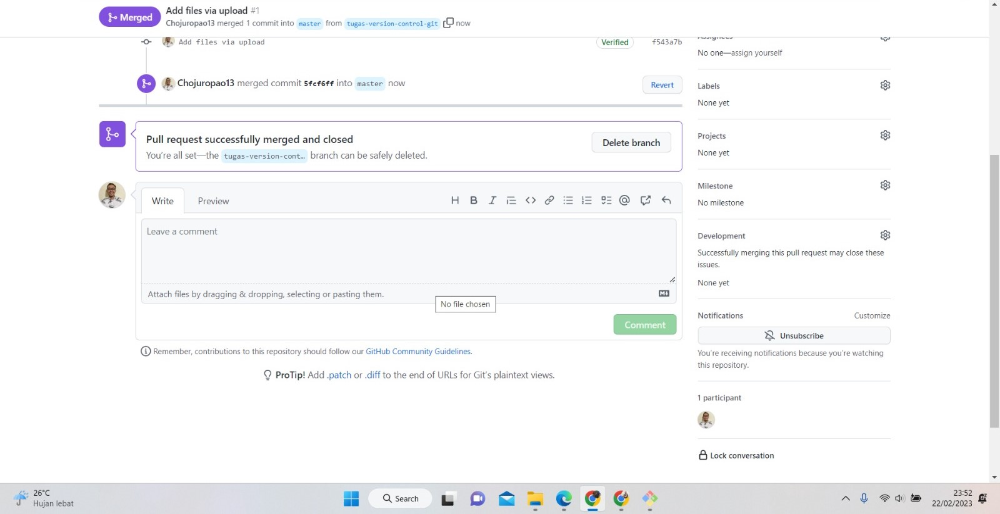 Merged
Add files via upload #1
Chojuropao13 merged 1 commit into master from tugas-version-control-git now
Add files via upload Verified f543a7b
Chojuropao13 merged commit 5fcf6ff into master now Revert
Pull request successfully merged and closed
You're all set—the tugas-version-cont… branch can be safely deleted.
Delete branch
Write Preview
Leave a comment
Attach files by dragging & dropping, selecting or pasting them.
No file chosen
Comment
Remember, contributions to this repository should follow our GitHub Community Guidelines.
ProTip! Add .patch or .diff to the end of URLs for Git's plaintext views.
Assignees
No one—assign yourself
Labels
None yet
Projects
None yet
Milestone
No milestone
Development
Successfully merging this pull request may close these
issues.
None yet
Notifications Customize
Unsubscribe
You're receiving notifications because you're watching
this repository.
1 participant
Lock conversation
26°C
Hujan lebat
Search
23:52
22/02/2023